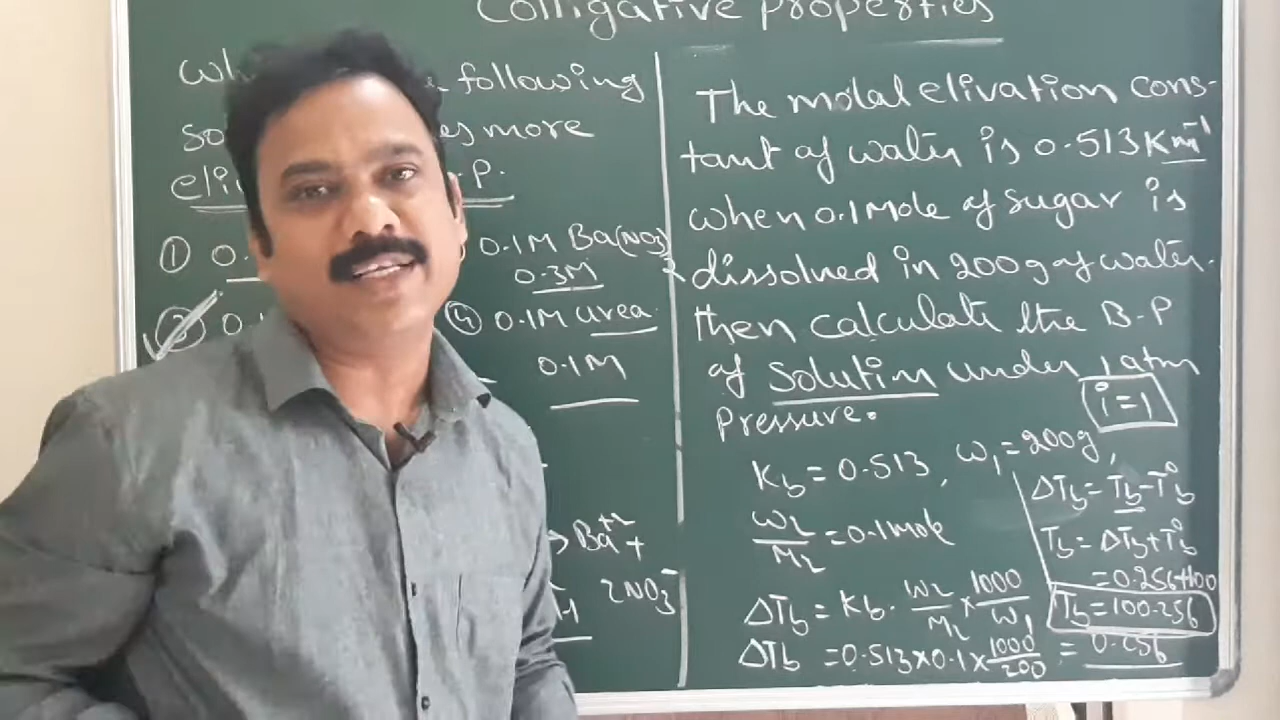 Colligative Properties
following
more
.P.
① 0.
0.1M Ba(NO3)2
0.3M
② 0.1
④ 0.1M urea.
0.1M
→ Ba+2 +
2NO3-
The molal elivation cons-
tant of water is 0.513 K m-1
when 0.1 Mole of sugar is
dissolved in 200g of water.
then calculate the B.P
of solution under 1 atm
Pressure.
i=1
Kb = 0.513, w1 = 200g,
w2/M2 = 0.1 mole
ΔTb = Kb . w2/M2 x 1000/w1
ΔTb = 0.513 x 0.1 x 1000/200 = 0.256
ΔTb = Tb - T°b
Tb = ΔTb + T°b
= 0.256+100
Tb = 100.256